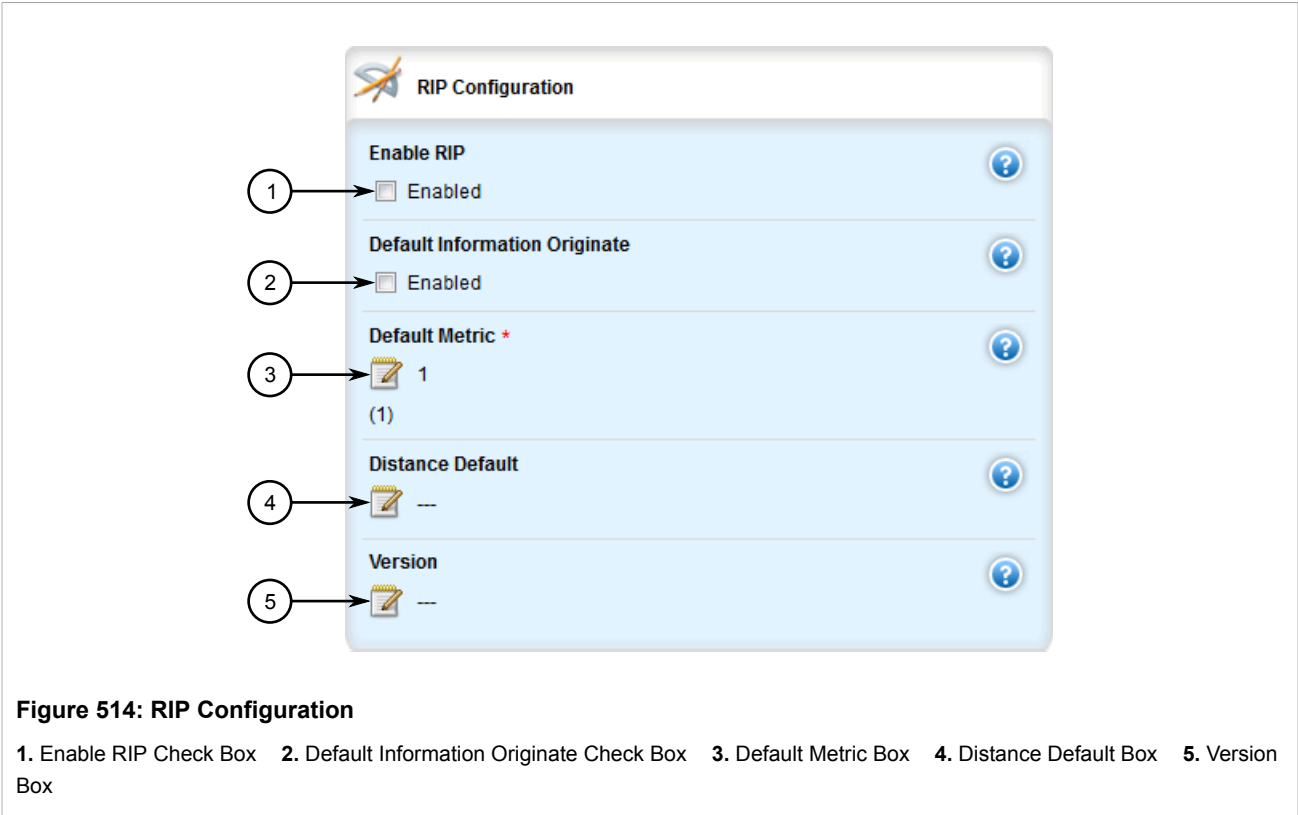 RIP Configuration
Enable RIP
1
Enabled
Default Information Originate
2
Enabled
Default Metric *
3
1
(1)
Distance Default
4
---
Version
5
---
Figure 514: RIP Configuration
1. Enable RIP Check Box 2. Default Information Originate Check Box 3. Default Metric Box 4. Distance Default Box 5. Version
Box